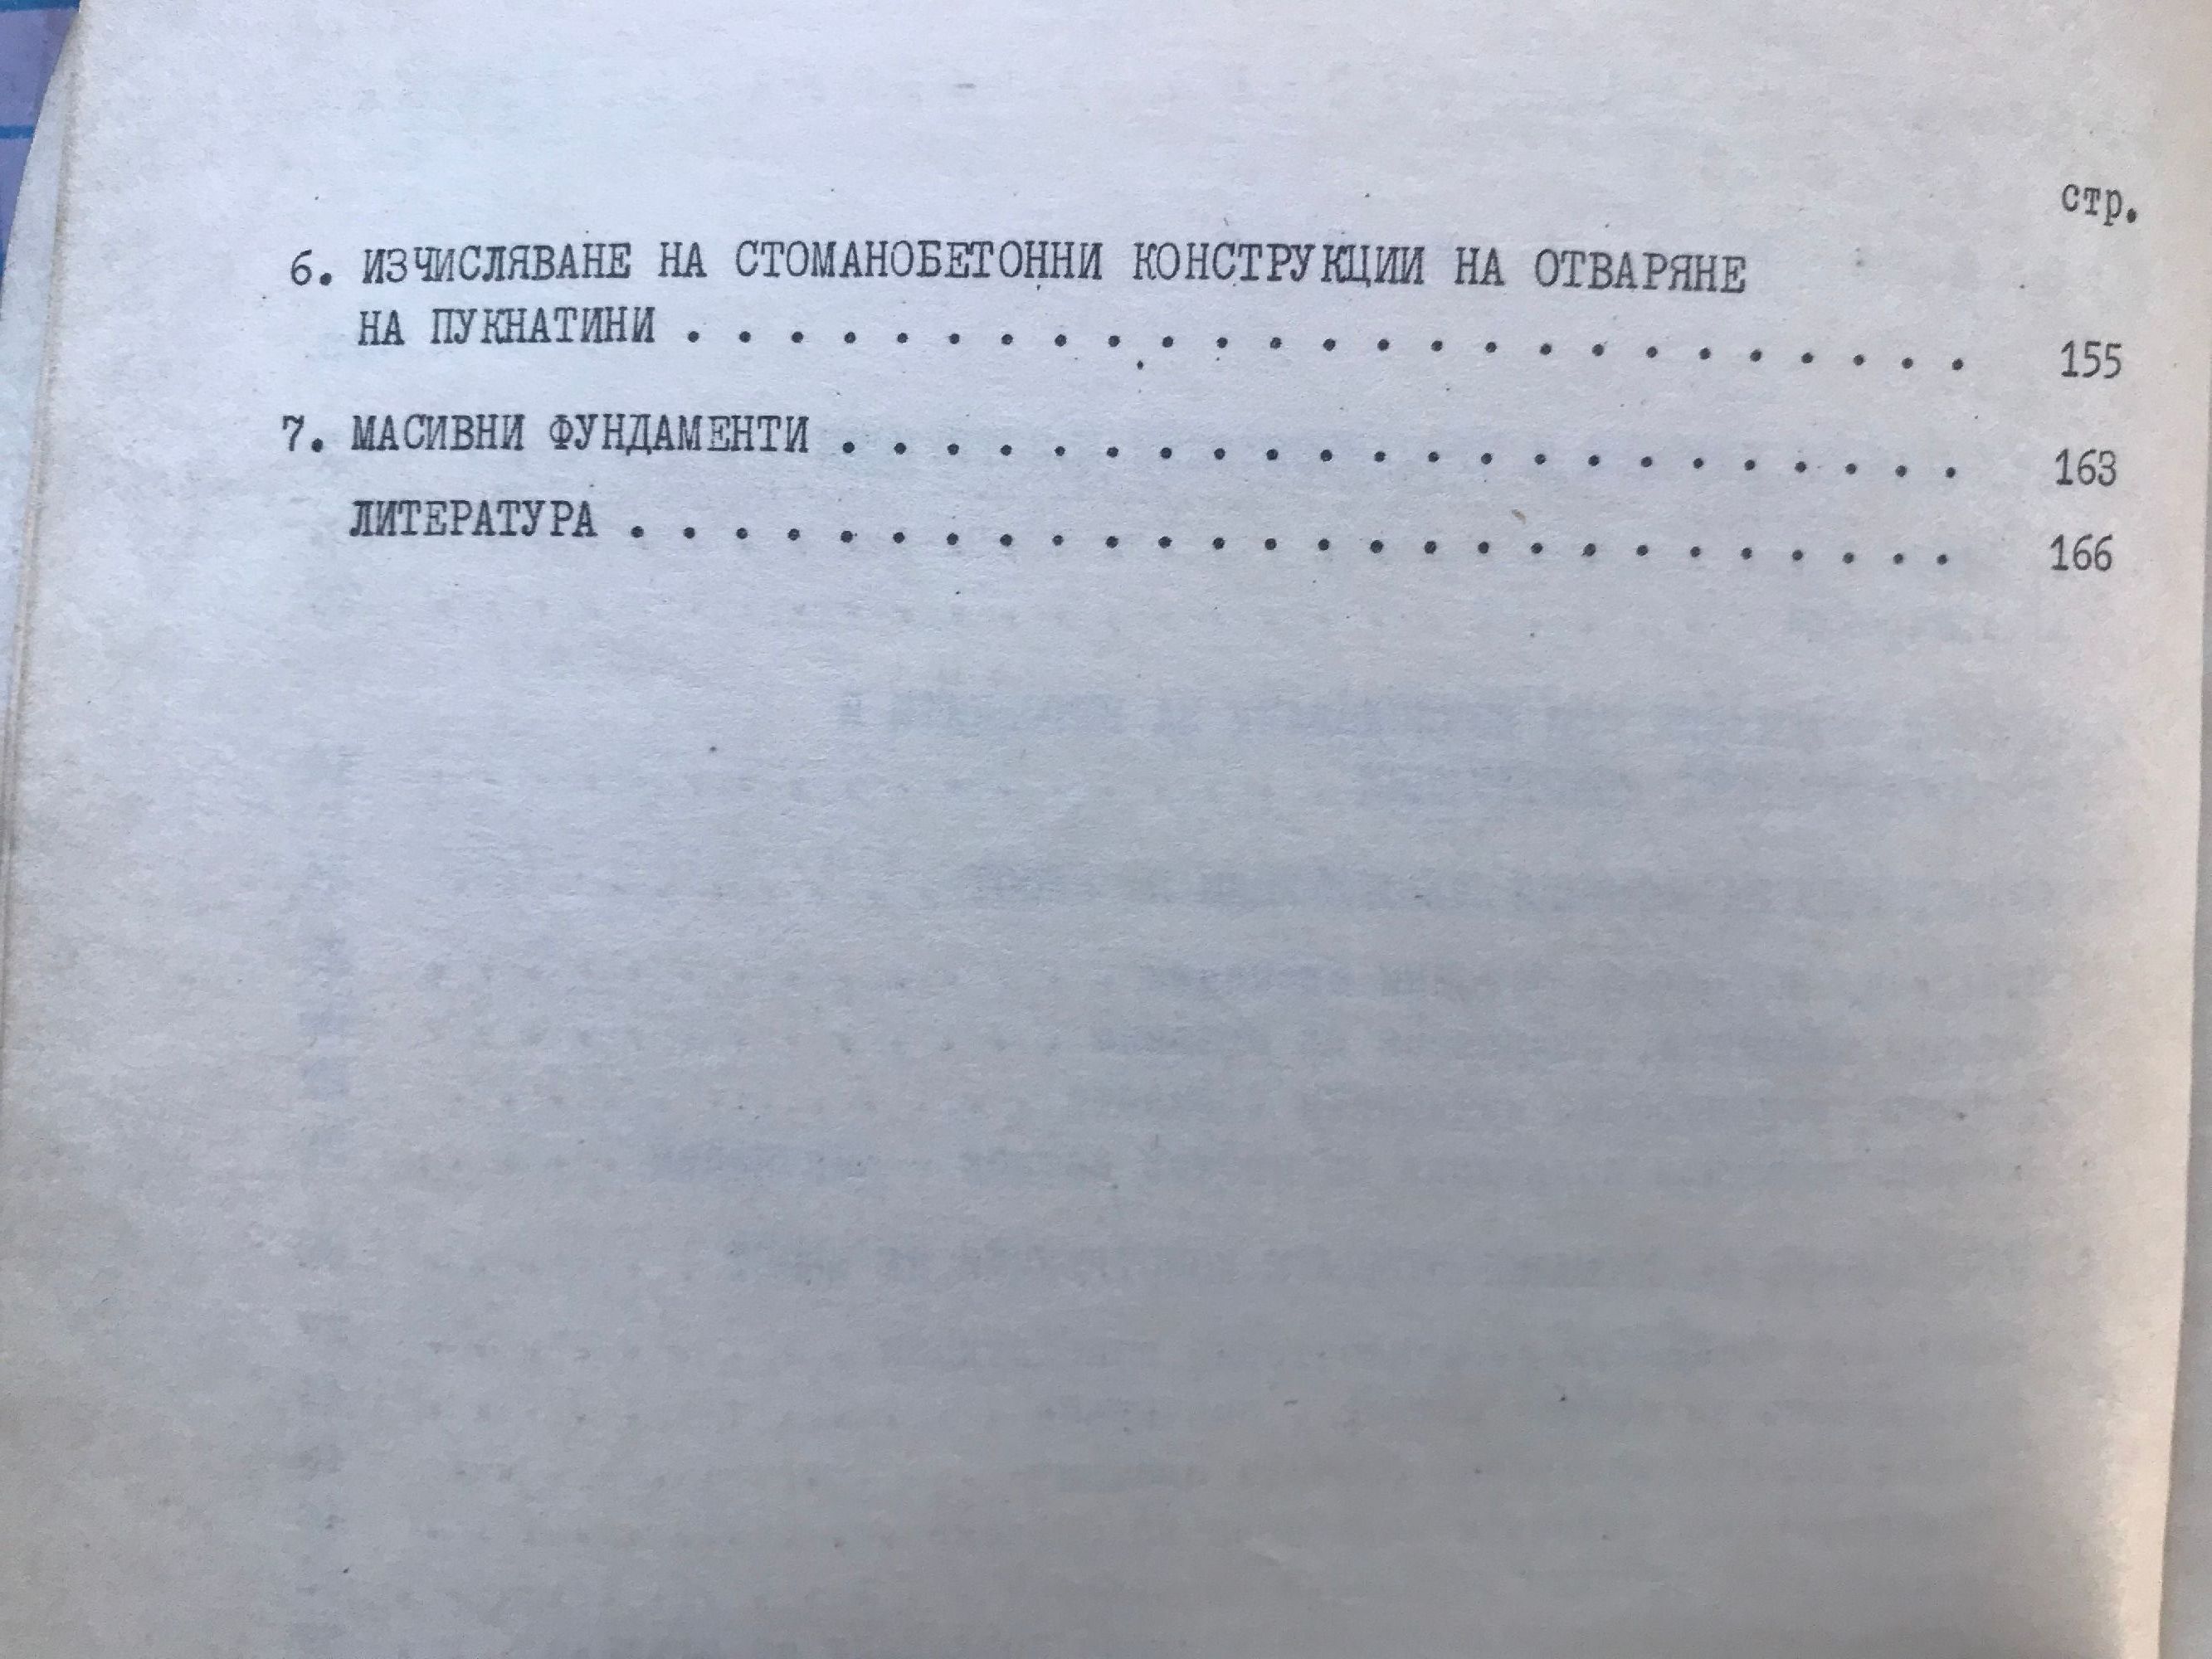 стр.
6. ИЗЧИСЛЯВАНЕ НА СТОМАНОБЕТОННИ КОНСТРУКЦИИ НА ОТВАРЯНЕ
НА ПУКНАТИНИ . . . . . . . . . . . . . . . . . . . . . . . . . 155
7. МАСИВНИ ФУНДАМЕНТИ . . . . . . . . . . . . . . . . . . . . . . 163
ЛИТЕРАТУРА . . . . . . . . . . . . . . . . . . . . . . . . . . 166